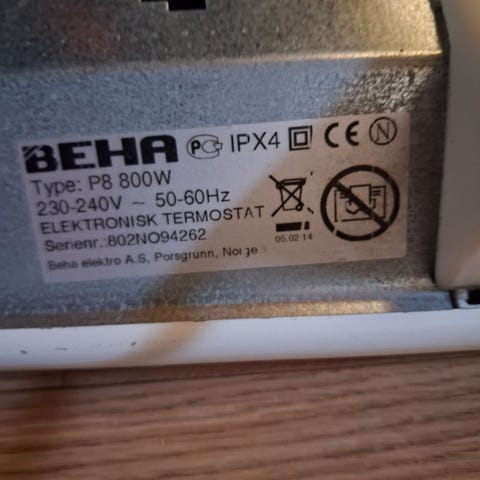 BEHA IPX4 CE N
Type: P8 800W
230-240V ~ 50-60Hz
ELEKTRONISK TERMOSTAT
Serienr.:802NO94262
06.02 14
Beha elektro A.S, Porsgrunn, Norge